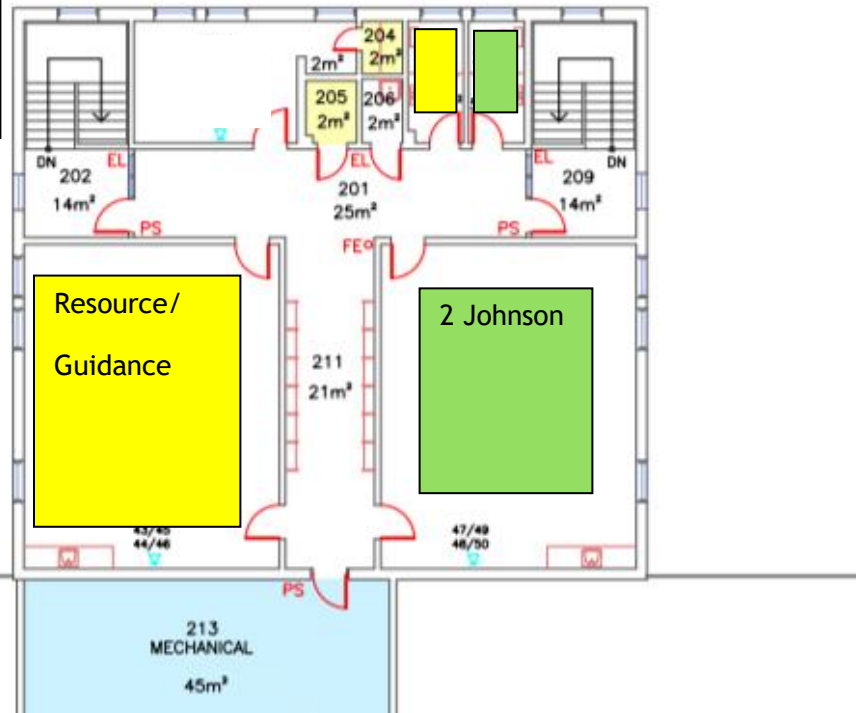 204
2m²
2m²
205
2m²
206
2m²
DN
EL
202
14m²
PS
EL
201
25m²
FE
EL
DN
209
14m²
PS
Resource/
Guidance
2 Johnson
211
21m²
43/45
44/46
47/49
48/50
PS
213
MECHANICAL
45m²